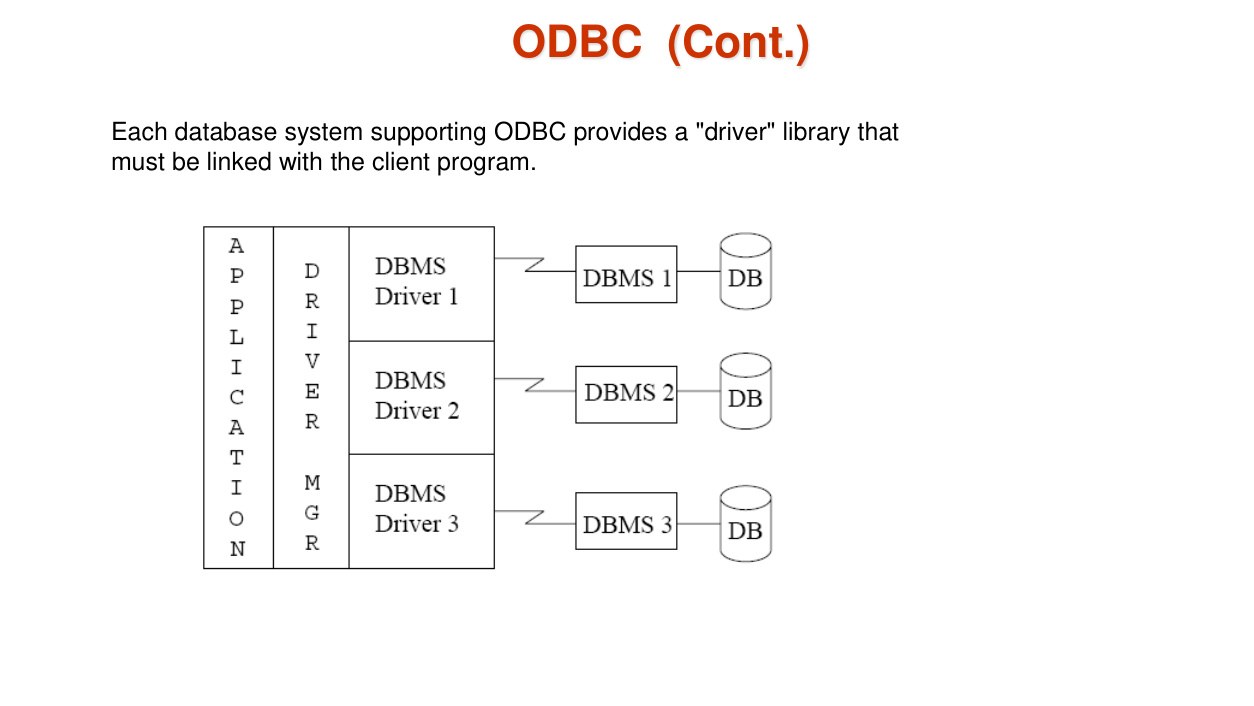 ODBC (Cont.)
Each database system supporting ODBC provides a "driver" library that
must be linked with the client program.
APPLICATION
DRIVER MGR
DBMS
Driver 1
DBMS 1
DB
DBMS
Driver 2
DBMS 2
DB
DBMS
Driver 3
DBMS 3
DB